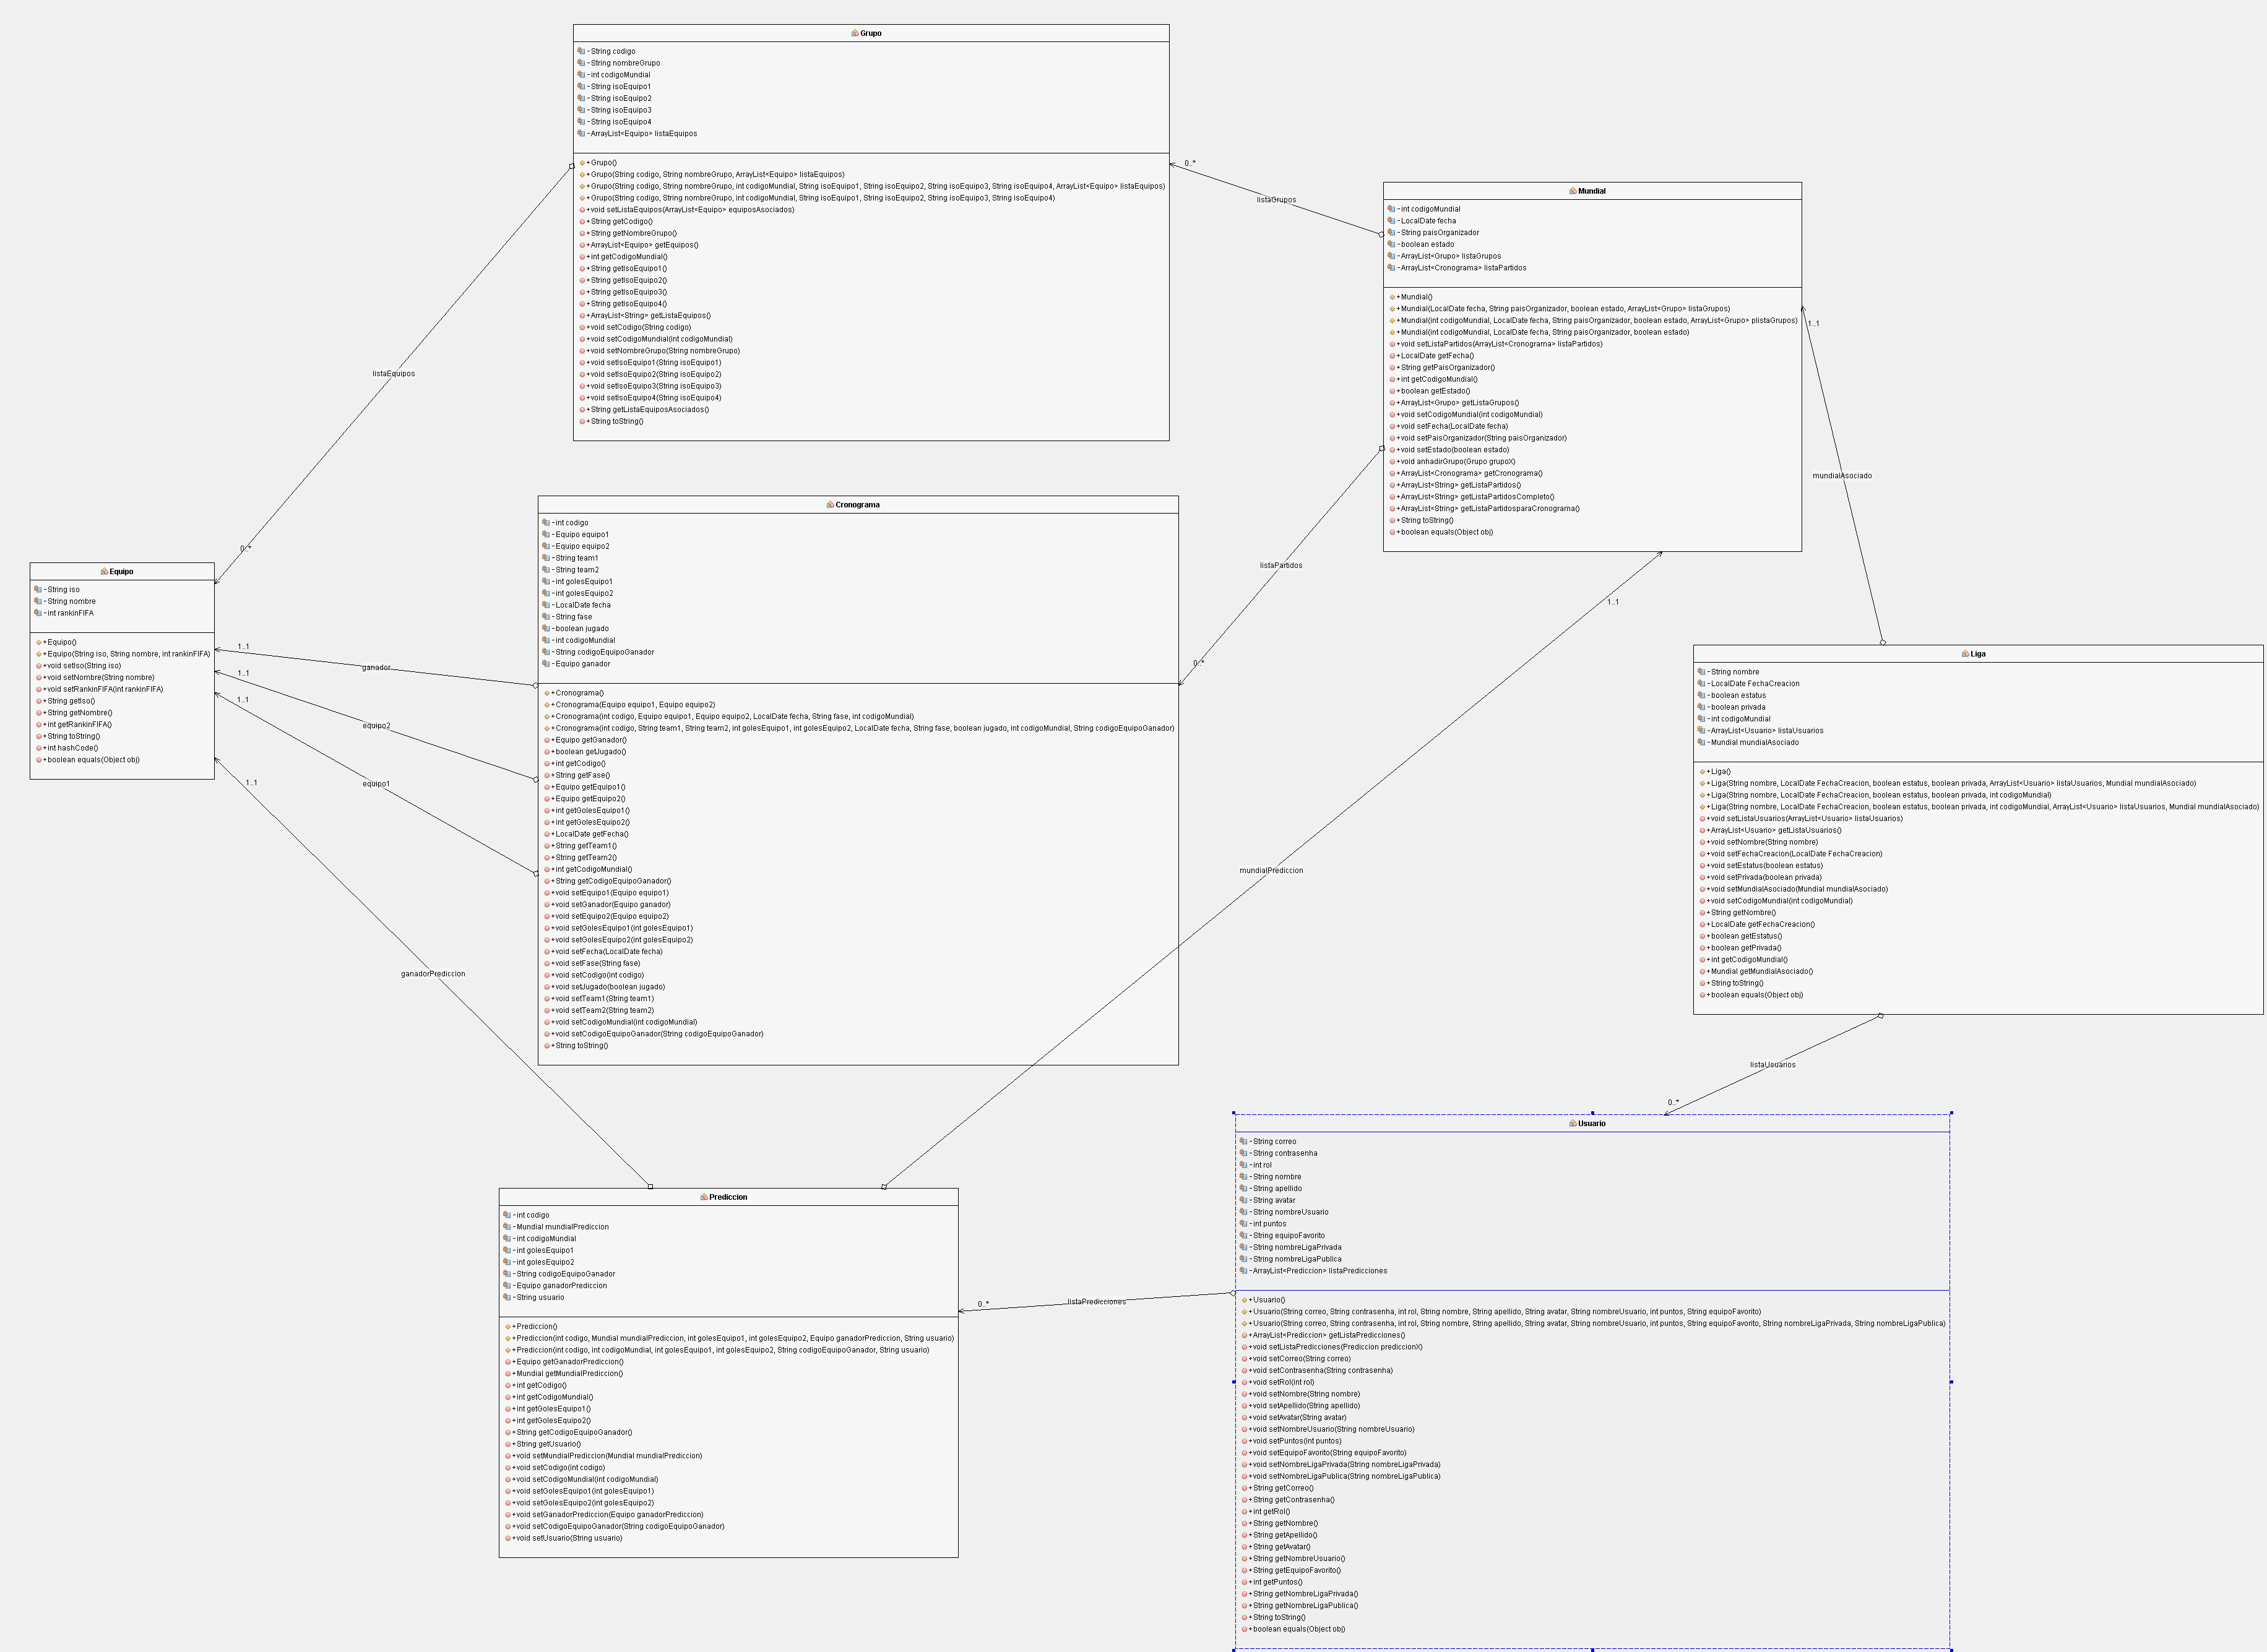 Grupo
-String codigo
-String nombreGrupo
-int codigoMundial
-String isoEquipo1
-String isoEquipo2
-String isoEquipo3
-String isoEquipo4
-ArrayList<Equipo> listaEquipos
+Grupo()
+Grupo(String codigo, String nombreGrupo, ArrayList<Equipo> listaEquipos)
+Grupo(String codigo, String nombreGrupo, int codigoMundial, String isoEquipo1, String isoEquipo2, String isoEquipo3, String isoEquipo4, ArrayList<Equipo> listaEquipos)
+Grupo(String codigo, String nombreGrupo, int codigoMundial, String isoEquipo1, String isoEquipo2, String isoEquipo3, String isoEquipo4)
+void setListaEquipos(ArrayList<Equipo> equiposAsociados)
+String getCodigo()
+String getNombreGrupo()
+ArrayList<Equipo> getEquipos()
+int getCodigoMundial()
+String getIsoEquipo1()
+String getIsoEquipo2()
+String getIsoEquipo3()
+String getIsoEquipo4()
+ArrayList<String> getListaEquipos()
+void setCodigo(String codigo)
+void setCodigoMundial(int codigoMundial)
+void setNombreGrupo(String nombreGrupo)
+void setIsoEquipo1(String isoEquipo1)
+void setIsoEquipo2(String isoEquipo2)
+void setIsoEquipo3(String isoEquipo3)
+void setIsoEquipo4(String isoEquipo4)
+String getListaEquiposAsociados()
+String toString()
0..*
listaGrupos
Mundial
-int codigoMundial
-LocalDate fecha
-String paisOrganizador
-boolean estado
-ArrayList<Grupo> listaGrupos
-ArrayList<Cronograma> listaPartidos
+Mundial()
+Mundial(LocalDate fecha, String paisOrganizador, boolean estado, ArrayList<Grupo> listaGrupos)
+Mundial(int codigoMundial, LocalDate fecha, String paisOrganizador, boolean estado, ArrayList<Grupo> plistaGrupos)
+Mundial(int codigoMundial, LocalDate fecha, String paisOrganizador, boolean estado)
+void setListaPartidos(ArrayList<Cronograma> listaPartidos)
+LocalDate getFecha()
+String getPaisOrganizador()
+int getCodigoMundial()
+boolean getEstado()
+ArrayList<Grupo> getListaGrupos()
+void setCodigoMundial(int codigoMundial)
+void setFecha(LocalDate fecha)
+void setPaisOrganizador(String paisOrganizador)
+void setEstado(boolean estado)
+void anhadirGrupo(Grupo grupoX)
+ArrayList<Cronograma> getCronograma()
+ArrayList<String> getListaPartidos()
+ArrayList<String> getListaPartidosCompleto()
+ArrayList<String> getListaPartidosparaCronograma()
+String toString()
+boolean equals(Object obj)
1..1
mundialAsociado
listaEquipos
0..*
listaPartidos
0..*
1..1
mundialPrediccion
Equipo
-String iso
-String nombre
-int rankinFIFA
+Equipo()
+Equipo(String iso, String nombre, int rankinFIFA)
+void setIso(String iso)
+void setNombre(String nombre)
+void setRankinFIFA(int rankinFIFA)
+String getIso()
+String getNombre()
+int getRankinFIFA()
+String toString()
+int hashCode()
+boolean equals(Object obj)
1..1
ganador
1..1
equipo2
1..1
equipo1
1..1
ganadorPrediccion
Cronograma
-int codigo
-Equipo equipo1
-Equipo equipo2
-String team1
-String team2
-int golesEquipo1
-int golesEquipo2
-LocalDate fecha
-String fase
-boolean jugado
-int codigoMundial
-String codigoEquipoGanador
-Equipo ganador
+Cronograma()
+Cronograma(Equipo equipo1, Equipo equipo2)
+Cronograma(int codigo, Equipo equipo1, Equipo equipo2, LocalDate fecha, String fase, int codigoMundial)
+Cronograma(int codigo, String team1, String team2, int golesEquipo1, int golesEquipo2, LocalDate fecha, String fase, boolean jugado, int codigoMundial, String codigoEquipoGanador)
+Equipo getGanador()
+boolean getJugado()
+int getCodigo()
+String getFase()
+Equipo getEquipo1()
+Equipo getEquipo2()
+int getGolesEquipo1()
+int getGolesEquipo2()
+LocalDate getFecha()
+String getTeam1()
+String getTeam2()
+int getCodigoMundial()
+String getCodigoEquipoGanador()
+void setEquipo1(Equipo equipo1)
+void setGanador(Equipo ganador)
+void setEquipo2(Equipo equipo2)
+void setGolesEquipo1(int golesEquipo1)
+void setGolesEquipo2(int golesEquipo2)
+void setFecha(LocalDate fecha)
+void setFase(String fase)
+void setCodigo(int codigo)
+void setJugado(boolean jugado)
+void setTeam1(String team1)
+void setTeam2(String team2)
+void setCodigoMundial(int codigoMundial)
+void setCodigoEquipoGanador(String codigoEquipoGanador)
+String toString()
Liga
-String nombre
-LocalDate FechaCreacion
-boolean estatus
-boolean privada
-int codigoMundial
-ArrayList<Usuario> listaUsuarios
-Mundial mundialAsociado
+Liga()
+Liga(String nombre, LocalDate FechaCreacion, boolean estatus, boolean privada, ArrayList<Usuario> listaUsuarios, Mundial mundialAsociado)
+Liga(String nombre, LocalDate FechaCreacion, boolean estatus, boolean privada, int codigoMundial)
+Liga(String nombre, LocalDate FechaCreacion, boolean estatus, boolean privada, int codigoMundial, ArrayList<Usuario> listaUsuarios, Mundial mundialAsociado)
+void setListaUsuarios(ArrayList<Usuario> listaUsuarios)
+ArrayList<Usuario> getListaUsuarios()
+void setNombre(String nombre)
+void setFechaCreacion(LocalDate FechaCreacion)
+void setEstatus(boolean estatus)
+void setPrivada(boolean privada)
+void setMundialAsociado(Mundial mundialAsociado)
+void setCodigoMundial(int codigoMundial)
+String getNombre()
+LocalDate getFechaCreacion()
+boolean getEstatus()
+boolean getPrivada()
+int getCodigoMundial()
+Mundial getMundialAsociado()
+String toString()
+boolean equals(Object obj)
listaUsuarios
0..*
Prediccion
-int codigo
-Mundial mundialPrediccion
-int codigoMundial
-int golesEquipo1
-int golesEquipo2
-String codigoEquipoGanador
-Equipo ganadorPrediccion
-String usuario
+Prediccion()
+Prediccion(int codigo, Mundial mundialPrediccion, int golesEquipo1, int golesEquipo2, Equipo ganadorPrediccion, String usuario)
+Prediccion(int codigo, int codigoMundial, int golesEquipo1, int golesEquipo2, String codigoEquipoGanador, String usuario)
+Equipo getGanadorPrediccion()
+Mundial getMundialPrediccion()
+int getCodigo()
+int getCodigoMundial()
+int getGolesEquipo1()
+int getGolesEquipo2()
+String getCodigoEquipoGanador()
+String getUsuario()
+void setMundialPrediccion(Mundial mundialPrediccion)
+void setCodigo(int codigo)
+void setCodigoMundial(int codigoMundial)
+void setGolesEquipo1(int golesEquipo1)
+void setGolesEquipo2(int golesEquipo2)
+void setGanadorPrediccion(Equipo ganadorPrediccion)
+void setCodigoEquipoGanador(String codigoEquipoGanador)
+void setUsuario(String usuario)
0..*
listaPredicciones
Usuario
-String correo
-String contrasenha
-int rol
-String nombre
-String apellido
-String avatar
-String nombreUsuario
-int puntos
-String equipoFavorito
-String nombreLigaPrivada
-String nombreLigaPublica
-ArrayList<Prediccion> listaPredicciones
+Usuario()
+Usuario(String correo, String contrasenha, int rol, String nombre, String apellido, String avatar, String nombreUsuario, int puntos, String equipoFavorito)
+Usuario(String correo, String contrasenha, int rol, String nombre, String apellido, String avatar, String nombreUsuario, int puntos, String equipoFavorito, String nombreLigaPrivada, String nombreLigaPublica)
+ArrayList<Prediccion> getListaPredicciones()
+void setListaPredicciones(Prediccion prediccionX)
+void setCorreo(String correo)
+void setContrasenha(String contrasenha)
+void setRol(int rol)
+void setNombre(String nombre)
+void setApellido(String apellido)
+void setAvatar(String avatar)
+void setNombreUsuario(String nombreUsuario)
+void setPuntos(int puntos)
+void setEquipoFavorito(String equipoFavorito)
+void setNombreLigaPrivada(String nombreLigaPrivada)
+void setNombreLigaPublica(String nombreLigaPublica)
+String getCorreo()
+String getContrasenha()
+int getRol()
+String getNombre()
+String getApellido()
+String getAvatar()
+String getNombreUsuario()
+String getEquipoFavorito()
+int getPuntos()
+String getNombreLigaPrivada()
+String getNombreLigaPublica()
+String toString()
+boolean equals(Object obj)